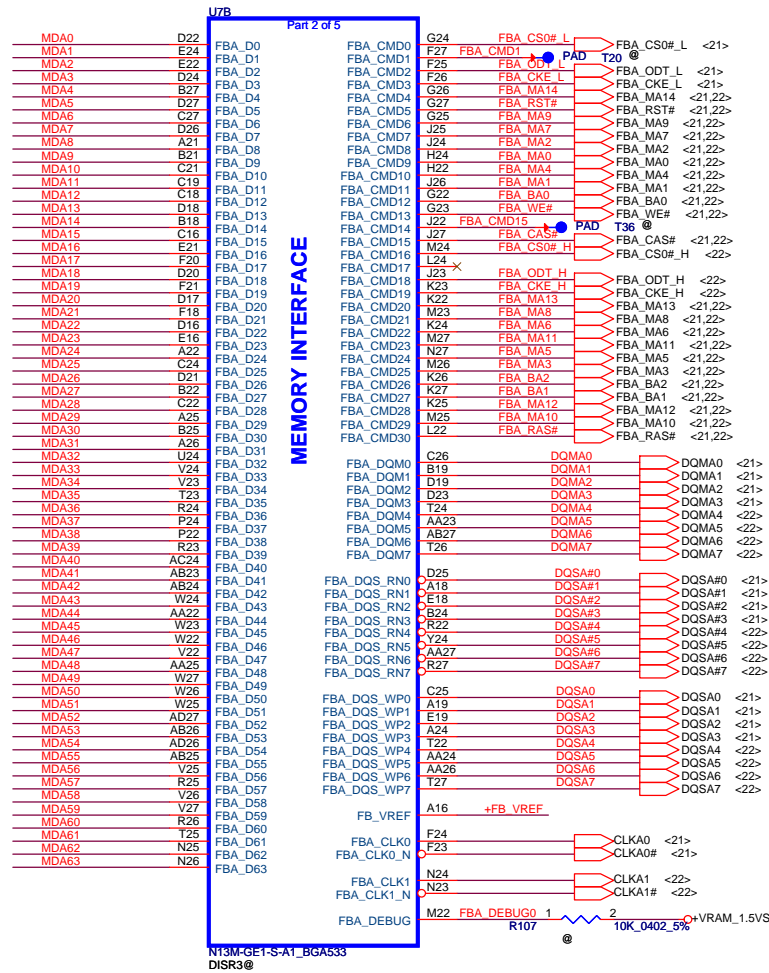 U7B
Part 2 of 5
MEMORY INTERFACE
MDA0 D22 FBA_D0
MDA1 E24 FBA_D1
MDA2 E22 FBA_D2
MDA3 D24 FBA_D3
MDA4 B27 FBA_D4
MDA5 D27 FBA_D5
MDA6 C27 FBA_D6
MDA7 D26 FBA_D7
MDA8 A21 FBA_D8
MDA9 B21 FBA_D9
MDA10 C21 FBA_D10
MDA11 C19 FBA_D11
MDA12 C18 FBA_D12
MDA13 D18 FBA_D13
MDA14 B18 FBA_D14
MDA15 C16 FBA_D15
MDA16 E21 FBA_D16
MDA17 F20 FBA_D17
MDA18 D20 FBA_D18
MDA19 F21 FBA_D19
MDA20 D17 FBA_D20
MDA21 F18 FBA_D21
MDA22 D16 FBA_D22
MDA23 E16 FBA_D23
MDA24 A22 FBA_D24
MDA25 C24 FBA_D25
MDA26 D21 FBA_D26
MDA27 B22 FBA_D27
MDA28 C22 FBA_D28
MDA29 A25 FBA_D29
MDA30 B25 FBA_D30
MDA31 A26 FBA_D31
MDA32 U24 FBA_D32
MDA33 V24 FBA_D33
MDA34 V23 FBA_D34
MDA35 T23 FBA_D35
MDA36 R24 FBA_D36
MDA37 P24 FBA_D37
MDA38 P22 FBA_D38
MDA39 R23 FBA_D39
MDA40 AC24 FBA_D40
MDA41 AB23 FBA_D41
MDA42 AB24 FBA_D42
MDA43 W24 FBA_D43
MDA44 AA22 FBA_D44
MDA45 W23 FBA_D45
MDA46 W22 FBA_D46
MDA47 V22 FBA_D47
MDA48 AA25 FBA_D48
MDA49 W27 FBA_D49
MDA50 W26 FBA_D50
MDA51 W25 FBA_D51
MDA52 AD27 FBA_D52
MDA53 AB26 FBA_D53
MDA54 AD26 FBA_D54
MDA55 AB25 FBA_D55
MDA56 V25 FBA_D56
MDA57 R25 FBA_D57
MDA58 V26 FBA_D58
MDA59 V27 FBA_D59
MDA60 R26 FBA_D60
MDA61 T25 FBA_D61
MDA62 N25 FBA_D62
MDA63 N26 FBA_D63
FBA_CMD0 G24 FBA_CS0#_L FBA_CS0#_L <21>
FBA_CMD1 F27 FBA_CMD1 PAD T20 @
FBA_CMD2 F25 FBA_ODT_L FBA_ODT_L <21>
FBA_CMD3 F26 FBA_CKE_L FBA_CKE_L <21>
FBA_CMD4 G26 FBA_MA14 FBA_MA14 <21,22>
FBA_CMD5 G27 FBA_RST# FBA_RST# <21,22>
FBA_CMD6 G25 FBA_MA9 FBA_MA9 <21,22>
FBA_CMD7 J25 FBA_MA7 FBA_MA7 <21,22>
FBA_CMD8 J24 FBA_MA2 FBA_MA2 <21,22>
FBA_CMD9 H24 FBA_MA0 FBA_MA0 <21,22>
FBA_CMD10 H22 FBA_MA4 FBA_MA4 <21,22>
FBA_CMD11 J26 FBA_MA1 FBA_MA1 <21,22>
FBA_CMD12 G22 FBA_BA0 FBA_BA0 <21,22>
FBA_CMD13 G23 FBA_WE# FBA_WE# <21,22>
FBA_CMD14 J22 FBA_CMD15 PAD T36 @
FBA_CMD15 J27 FBA_CAS# FBA_CAS# <21,22>
FBA_CMD16 M24 FBA_CS0#_H FBA_CS0#_H <22>
FBA_CMD17 L24
FBA_CMD18 J23 FBA_ODT_H FBA_ODT_H <22>
FBA_CMD19 K23 FBA_CKE_H FBA_CKE_H <22>
FBA_CMD20 K22 FBA_MA13 FBA_MA13 <21,22>
FBA_CMD21 M23 FBA_MA8 FBA_MA8 <21,22>
FBA_CMD22 K24 FBA_MA6 FBA_MA6 <21,22>
FBA_CMD23 M27 FBA_MA11 FBA_MA11 <21,22>
FBA_CMD24 N27 FBA_MA5 FBA_MA5 <21,22>
FBA_CMD25 M26 FBA_MA3 FBA_MA3 <21,22>
FBA_CMD26 K26 FBA_BA2 FBA_BA2 <21,22>
FBA_CMD27 K27 FBA_BA1 FBA_BA1 <21,22>
FBA_CMD28 K25 FBA_MA12 FBA_MA12 <21,22>
FBA_CMD29 M25 FBA_MA10 FBA_MA10 <21,22>
FBA_CMD30 L22 FBA_RAS# FBA_RAS# <21,22>
FBA_DQM0 C26 DQMA0 DQMA0 <21>
FBA_DQM1 B19 DQMA1 DQMA1 <21>
FBA_DQM2 D19 DQMA2 DQMA2 <21>
FBA_DQM3 D23 DQMA3 DQMA3 <21>
FBA_DQM4 T24 DQMA4 DQMA4 <22>
FBA_DQM5 AA23 DQMA5 DQMA5 <22>
FBA_DQM6 AB27 DQMA6 DQMA6 <22>
FBA_DQM7 T26 DQMA7 DQMA7 <22>
FBA_DQS_RN0 D25 DQSA#0 DQSA#0 <21>
FBA_DQS_RN1 A18 DQSA#1 DQSA#1 <21>
FBA_DQS_RN2 E18 DQSA#2 DQSA#2 <21>
FBA_DQS_RN3 B24 DQSA#3 DQSA#3 <21>
FBA_DQS_RN4 R22 DQSA#4 DQSA#4 <22>
FBA_DQS_RN5 Y24 DQSA#5 DQSA#5 <22>
FBA_DQS_RN6 AA27 DQSA#6 DQSA#6 <22>
FBA_DQS_RN7 R27 DQSA#7 DQSA#7 <22>
FBA_DQS_WP0 C25 DQSA0 DQSA0 <21>
FBA_DQS_WP1 A19 DQSA1 DQSA1 <21>
FBA_DQS_WP2 E19 DQSA2 DQSA2 <21>
FBA_DQS_WP3 A24 DQSA3 DQSA3 <21>
FBA_DQS_WP4 T22 DQSA4 DQSA4 <22>
FBA_DQS_WP5 AA24 DQSA5 DQSA5 <22>
FBA_DQS_WP6 AA26 DQSA6 DQSA6 <22>
FBA_DQS_WP7 T27 DQSA7 DQSA7 <22>
FB_VREF A16 +FB_VREF
FBA_CLK0 F24 CLKA0 <21>
FBA_CLK0_N F23 CLKA0# <21>
FBA_CLK1 N24 CLKA1 <22>
FBA_CLK1_N N23 CLKA1# <22>
FBA_DEBUG M22 FBA_DEBUG0 1 2 +VRAM_1.5VS
R107 10K_0402_5%
@
N13M-GE1-S-A1_BGA533
DISR3@